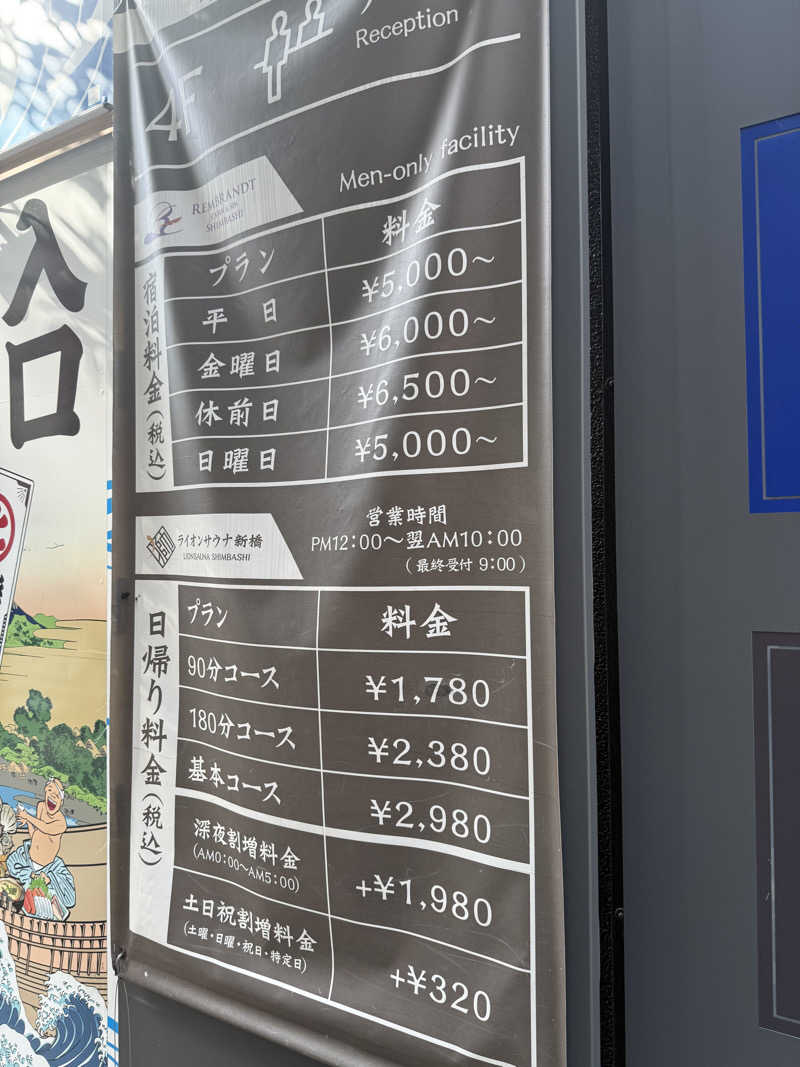 4F
Reception
Men-only facility
REMBRANDT
CABIN & SPA
SHIMBASHI
宿泊料金(税込)
プラン 料金
平日 ¥5,000~
金曜日 ¥6,000~
休前日 ¥6,500~
日曜日 ¥5,000~
ライオンサウナ新橋
LIONSAUNA SHIMBASHI
営業時間
PM12:00~翌AM10:00
(最終受付 9:00)
日帰り料金(税込)
プラン 料金
90分コース ¥1,780
180分コース ¥2,380
基本コース ¥2,980
深夜割増料金
(AM0:00~AM5:00)
+¥1,980
土日祝割増料金
(土曜・日曜・祝日・特定日)
+¥320
入口